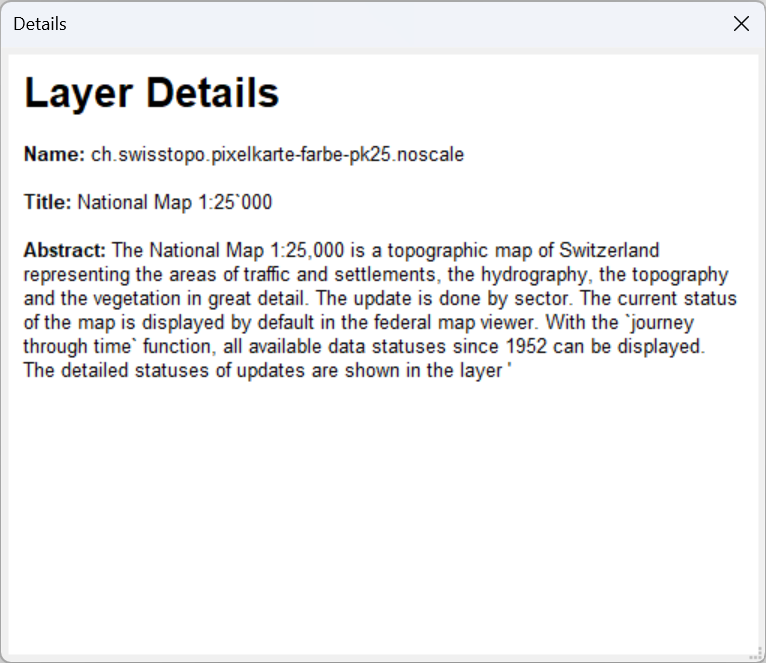 Details
Layer Details
Name: ch.swisstopo.pixelkarte-farbe-pk25.noscale
Title: National Map 1:25`000
Abstract: The National Map 1:25,000 is a topographic map of Switzerland
representing the areas of traffic and settlements, the hydrography, the topography
and the vegetation in great detail. The update is done by sector. The current status
of the map is displayed by default in the federal map viewer. With the `journey
through time` function, all available data statuses since 1952 can be displayed.
The detailed statuses of updates are shown in the layer '